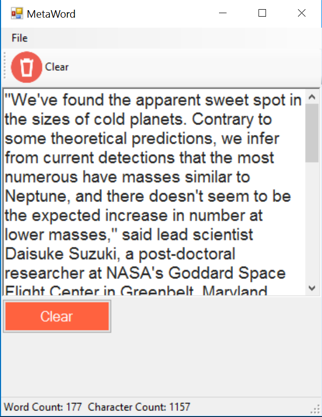 MetaWord
File
Clear
"We've found the apparent sweet spot in
the sizes of cold planets. Contrary to
some theoretical predictions, we infer
from current detections that the most
numerous have masses similar to
Neptune, and there doesn't seem to be
the expected increase in number at
lower masses," said lead scientist
Daisuke Suzuki, a post-doctoral
researcher at NASA's Goddard Space
Flight Center in Greenbelt, Maryland
Clear
Word Count: 177 Character Count: 1157